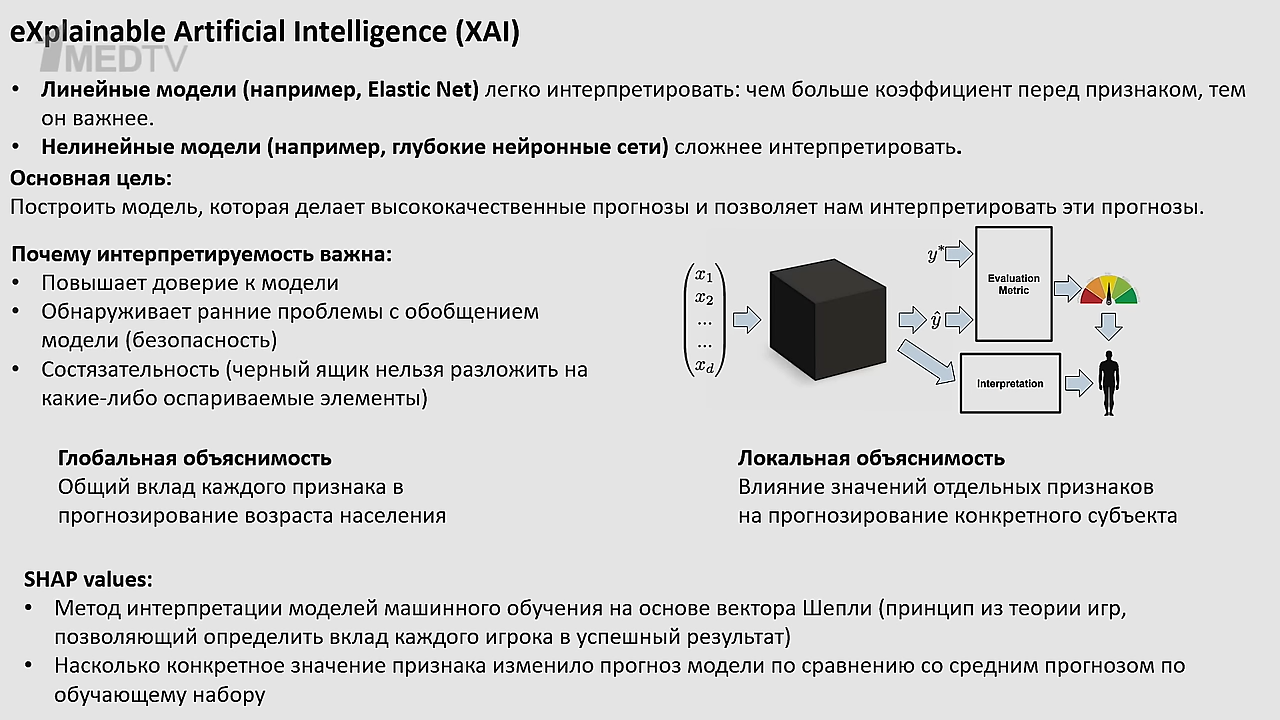 eXplainable Artificial Intelligence (XAI)
1MEDTV
• Линейные модели (например, Elastic Net) легко интерпретировать: чем больше коэффициент перед признаком, тем
он важнее.
• Нелинейные модели (например, глубокие нейронные сети) сложнее интерпретировать.
Основная цель:
Построить модель, которая делает высококачественные прогнозы и позволяет нам интерпретировать эти прогнозы.
Почему интерпретируемость важна:
• Повышает доверие к модели
• Обнаруживает ранние проблемы с обобщением
модели (безопасность)
• Состязательность (черный ящик нельзя разложить на
какие-либо оспариваемые элементы)
x₁
x₂
...
...
x_d
y*
ŷ
Evaluation
Metric
Interpretation
Глобальная объяснимость
Общий вклад каждого признака в
прогнозирование возраста населения
Локальная объяснимость
Влияние значений отдельных признаков
на прогнозирование конкретного субъекта
SHAP values:
• Метод интерпретации моделей машинного обучения на основе вектора Шепли (принцип из теории игр,
позволяющий определить вклад каждого игрока в успешный результат)
• Насколько конкретное значение признака изменило прогноз модели по сравнению со средним прогнозом по
обучающему набору